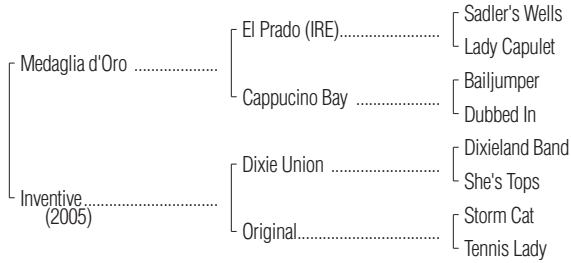 Sadler's Wells
El Prado (IRE)....................
Lady Capulet
Medaglia d'Oro .................
Bailjumper
Cappucino Bay .................
Dubbed In
Dixieland Band
Dixie Union ......................
She's Tops
Inventive...........................
(2005)
Storm Cat
Original.............................
Tennis Lady